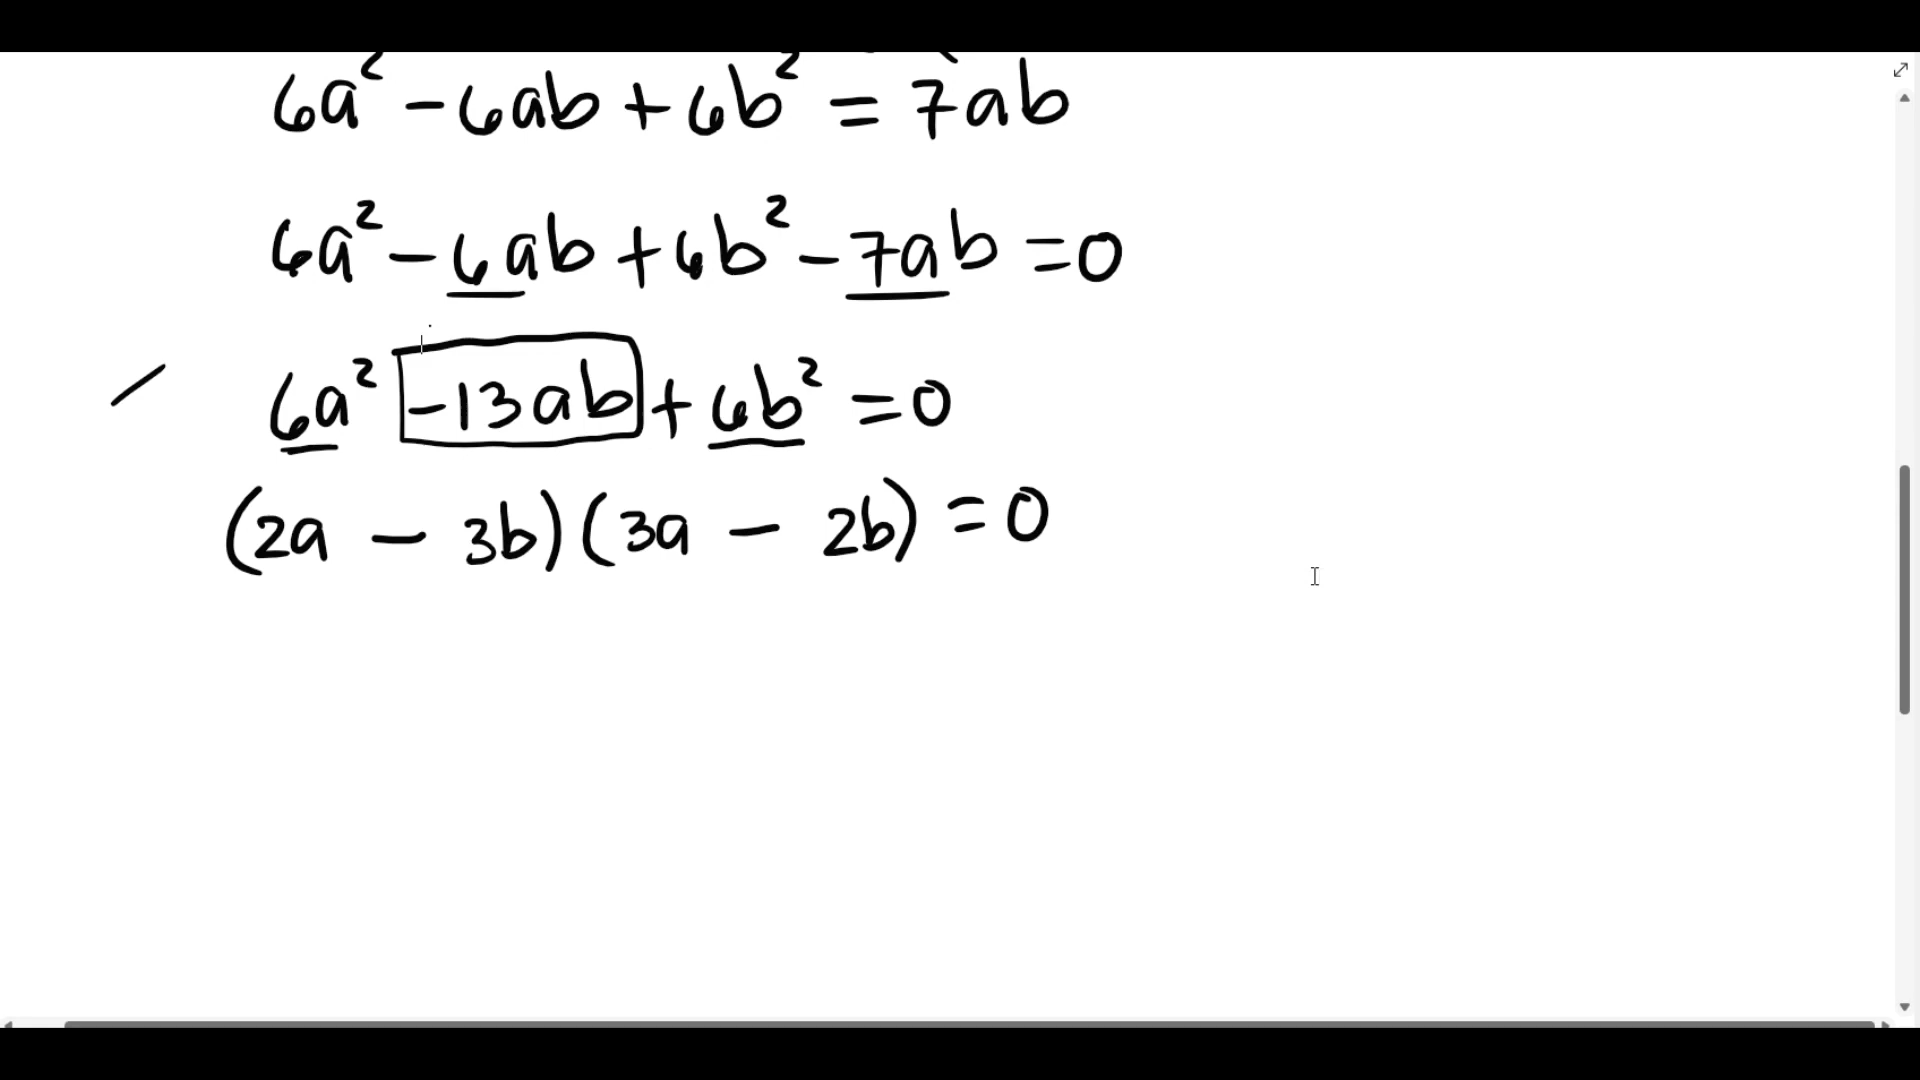 6a² - 6ab + 6b² = 7ab
6a² - 6ab + 6b² - 7ab = 0
6a² - 13ab + 6b² = 0
(2a - 3b)(3a - 2b) = 0